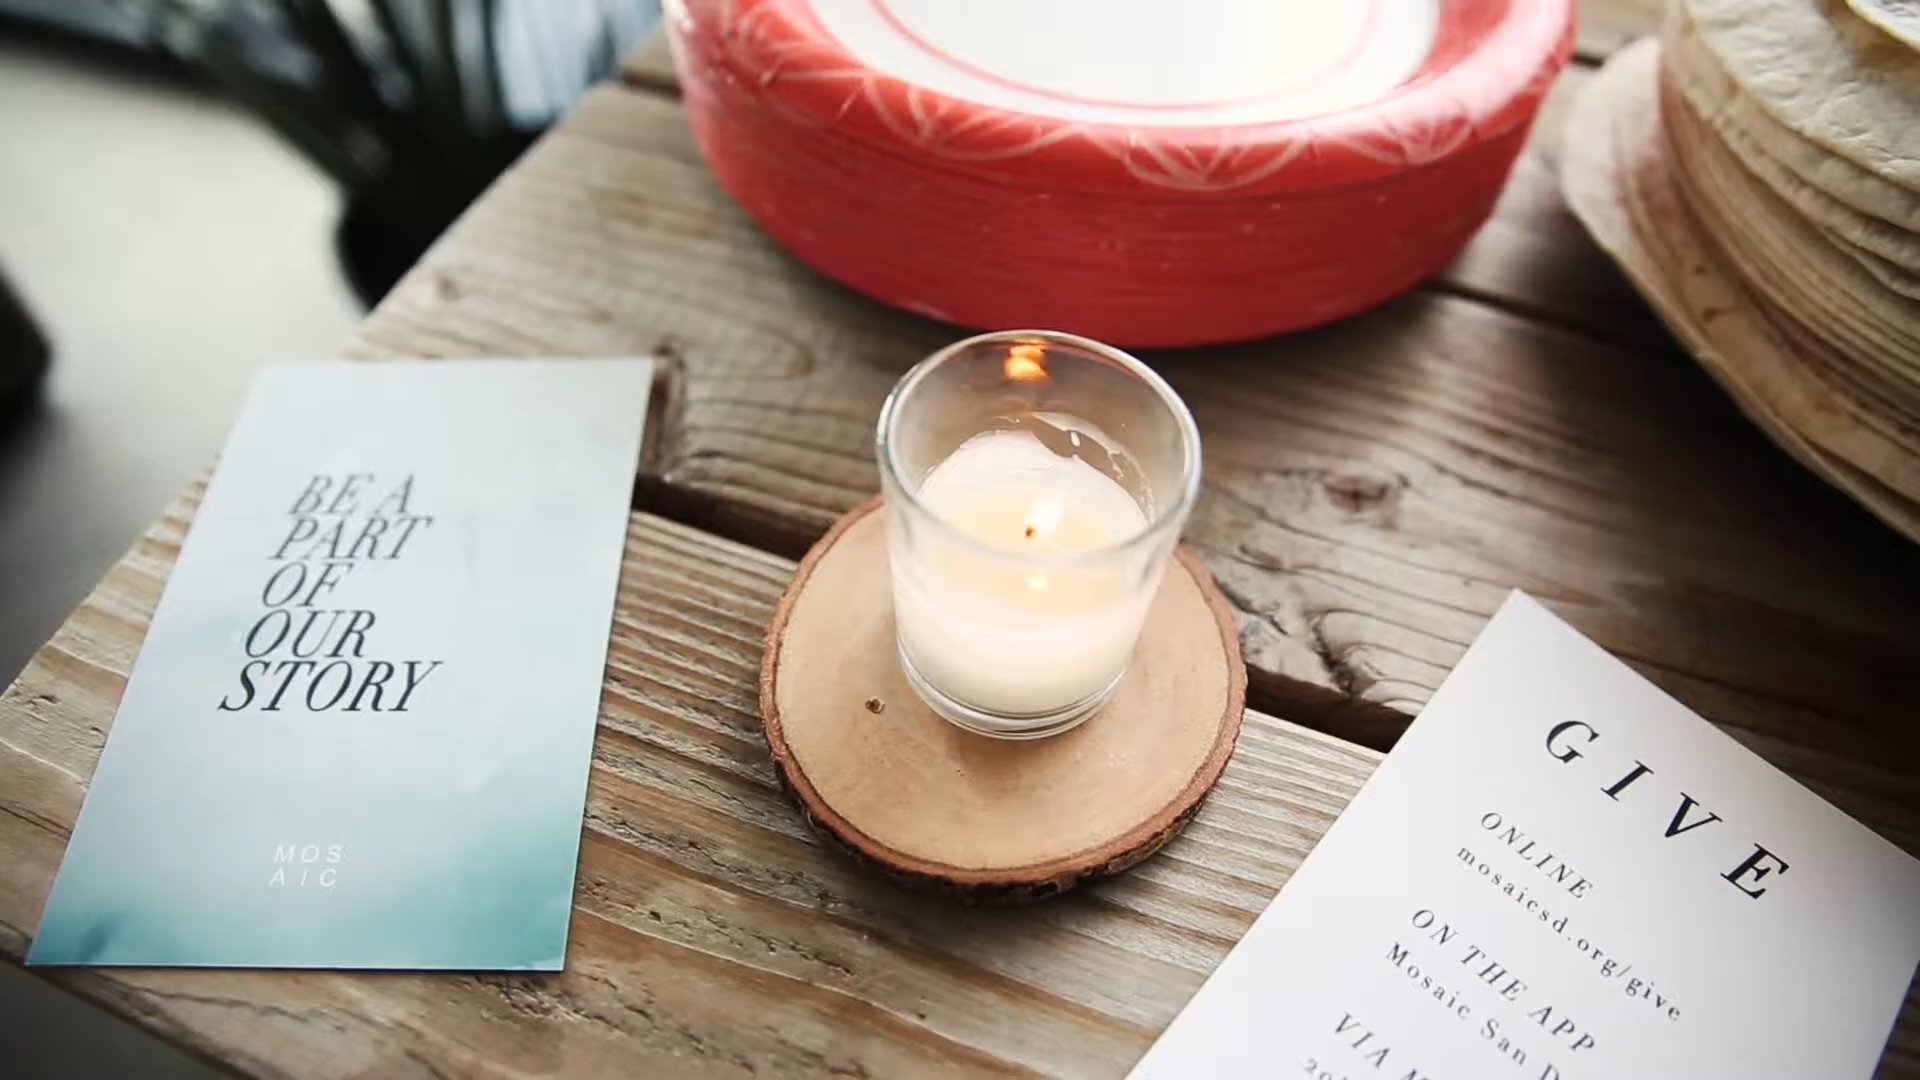 BE A
PART
OF
OUR
STORY
MOS
AIC
GIVE
ONLINE
mosaicsd.org/give
ON THE APP
Mosaic San
VIA